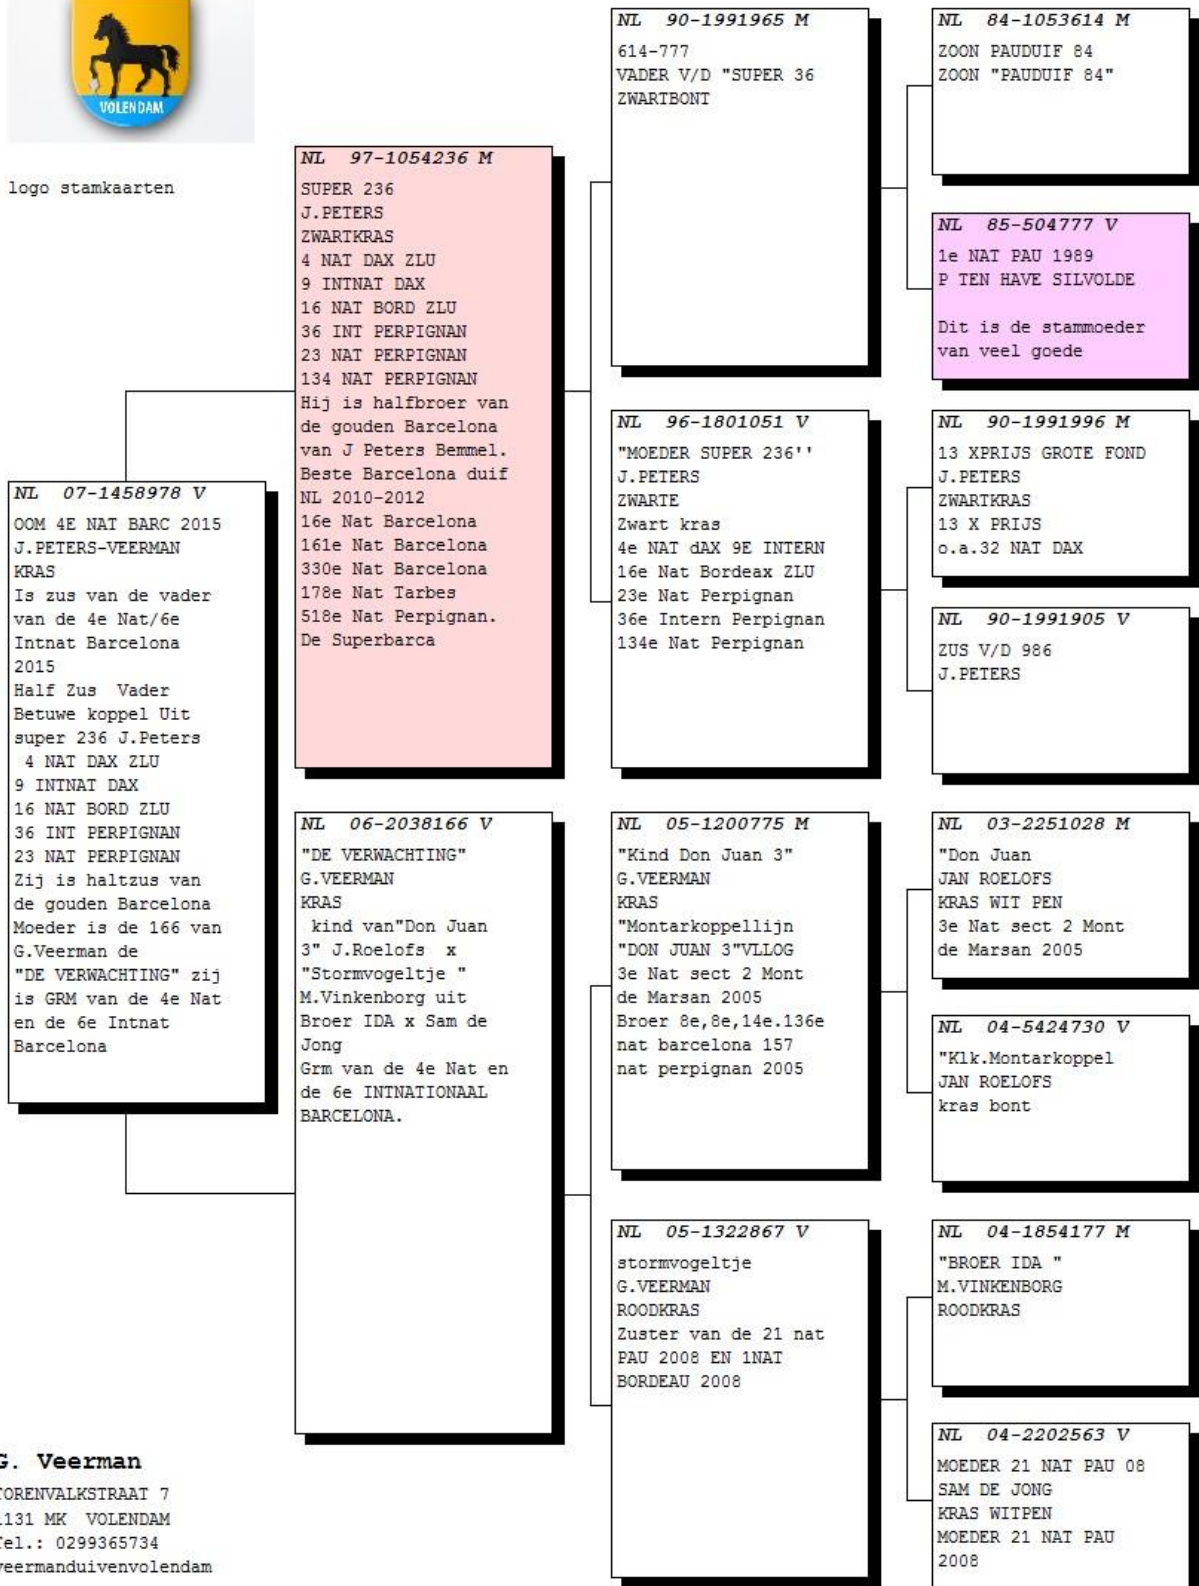 VOLENDAM
logo stamkaarten
NL 07-1458978 V
OOM 4E NAT BARC 2015
J.PETERS-VEERMAN
KRAS
Is zus van de vader
van de 4e Nat/6e
Intnat Barcelona
2015
Half Zus Vader
Betuwe koppel Uit
super 236 J.Peters
4 NAT DAX ZLU
9 INTNAT DAX
16 NAT BORD ZLU
36 INT PERPIGNAN
23 NAT PERPIGNAN
Zij is haltzus van
de gouden Barcelona
Moeder is de 166 van
G.Veerman de
"DE VERWACHTING" zij
is GRM van de 4e Nat
en de 6e Intnat
Barcelona
NL 97-1054236 M
SUPER 236
J.PETERS
ZWARTKRAS
4 NAT DAX ZLU
9 INTNAT DAX
16 NAT BORD ZLU
36 INT PERPIGNAN
23 NAT PERPIGNAN
134 NAT PERPIGNAN
Hij is halfbroer van
de gouden Barcelona
van J Peters Bemmel.
Beste Barcelona duif
NL 2010-2012
16e Nat Barcelona
161e Nat Barcelona
330e Nat Barcelona
178e Nat Tarbes
518e Nat Perpignan.
De Superbarca
NL 06-2038166 V
"DE VERWACHTING"
G.VEERMAN
KRAS
kind van"Don Juan
3" J.Roelofs x
"Stormvogeltje "
M.Vinkenborg uit
Broer IDA x Sam de
Jong
Grm van de 4e Nat en
de 6e INTNATIONAAL
BARCELONA.
NL 90-1991965 M
614-777
VADER V/D "SUPER 36
ZWARTBONT
NL 96-1801051 V
"MOEDER SUPER 236''
J.PETERS
ZWARTE
Zwart kras
4e NAT dAX 9E INTERN
16e Nat Bordeax ZLU
23e Nat Perpignan
36e Intern Perpignan
134e Nat Perpignan
NL 05-1200775 M
"Kind Don Juan 3"
G.VEERMAN
KRAS
"Montarkoppellijn
"DON JUAN 3"VLLOG
3e Nat sect 2 Mont
de Marsan 2005
Broer 8e,8e,14e.136e
nat barcelona 157
nat perpignan 2005
NL 05-1322867 V
stormvogeltje
G.VEERMAN
ROODKRAS
Zuster van de 21 nat
PAU 2008 EN 1NAT
BORDEAU 2008
NL 84-1053614 M
ZOON PAUDUIF 84
ZOON "PAUDUIF 84"
NL 85-504777 V
1e NAT PAU 1989
P TEN HAVE SILVOLDE
Dit is de stammoeder
van veel goede
NL 90-1991996 M
13 XPRIJS GROTE FOND
J.PETERS
ZWARTKRAS
13 X PRIJS
o.a.32 NAT DAX
NL 90-1991905 V
ZUS V/D 986
J.PETERS
NL 03-2251028 M
"Don Juan
JAN ROELOFS
KRAS WIT PEN
3e Nat sect 2 Mont
de Marsan 2005
NL 04-5424730 V
"Klk.Montarkoppel
JAN ROELOFS
kras bont
NL 04-1854177 M
"BROER IDA "
M.VINKENBORG
ROODKRAS
NL 04-2202563 V
MOEDER 21 NAT PAU 08
SAM DE JONG
KRAS WITPEN
MOEDER 21 NAT PAU
2008
G. Veerman
TORENVALKSTRAAT 7
1131 MK VOLENDAM
Tel.: 0299365734
veermanduivenvolendam